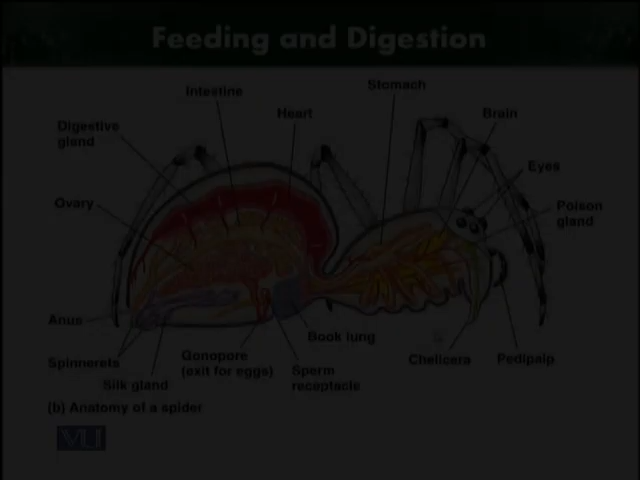 Feeding and Digestion
Stomach
Intestine
Heart
Brain
Digestive
gland
Eyes
Ovary
Poison
gland
Anus
Book lung
Spinnerets
Gonopore
(exit for eggs)
Chelicera
Pedipalp
Sperm
receptacle
Silk gland
(b) Anatomy of a spider
VU